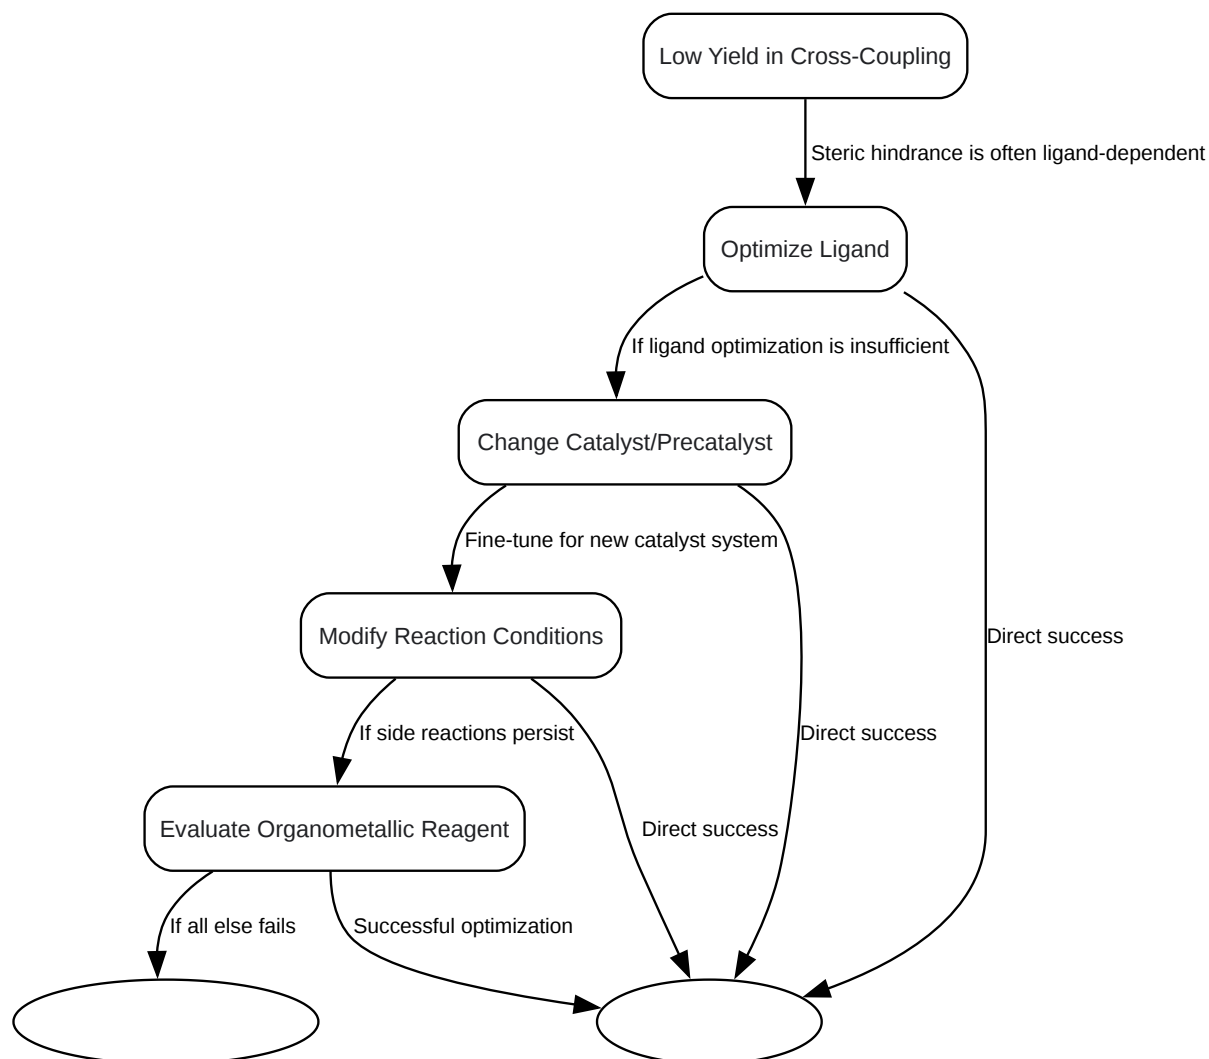 Low Yield in Cross-Coupling
Steric hindrance is often ligand-dependent
Optimize Ligand
If ligand optimization is insufficient
Change Catalyst/Precatalyst
Fine-tune for new catalyst system
Modify Reaction Conditions
Direct success
If side reactions persist
Direct success
Evaluate Organometallic Reagent
Direct success
If all else fails
Successful optimization